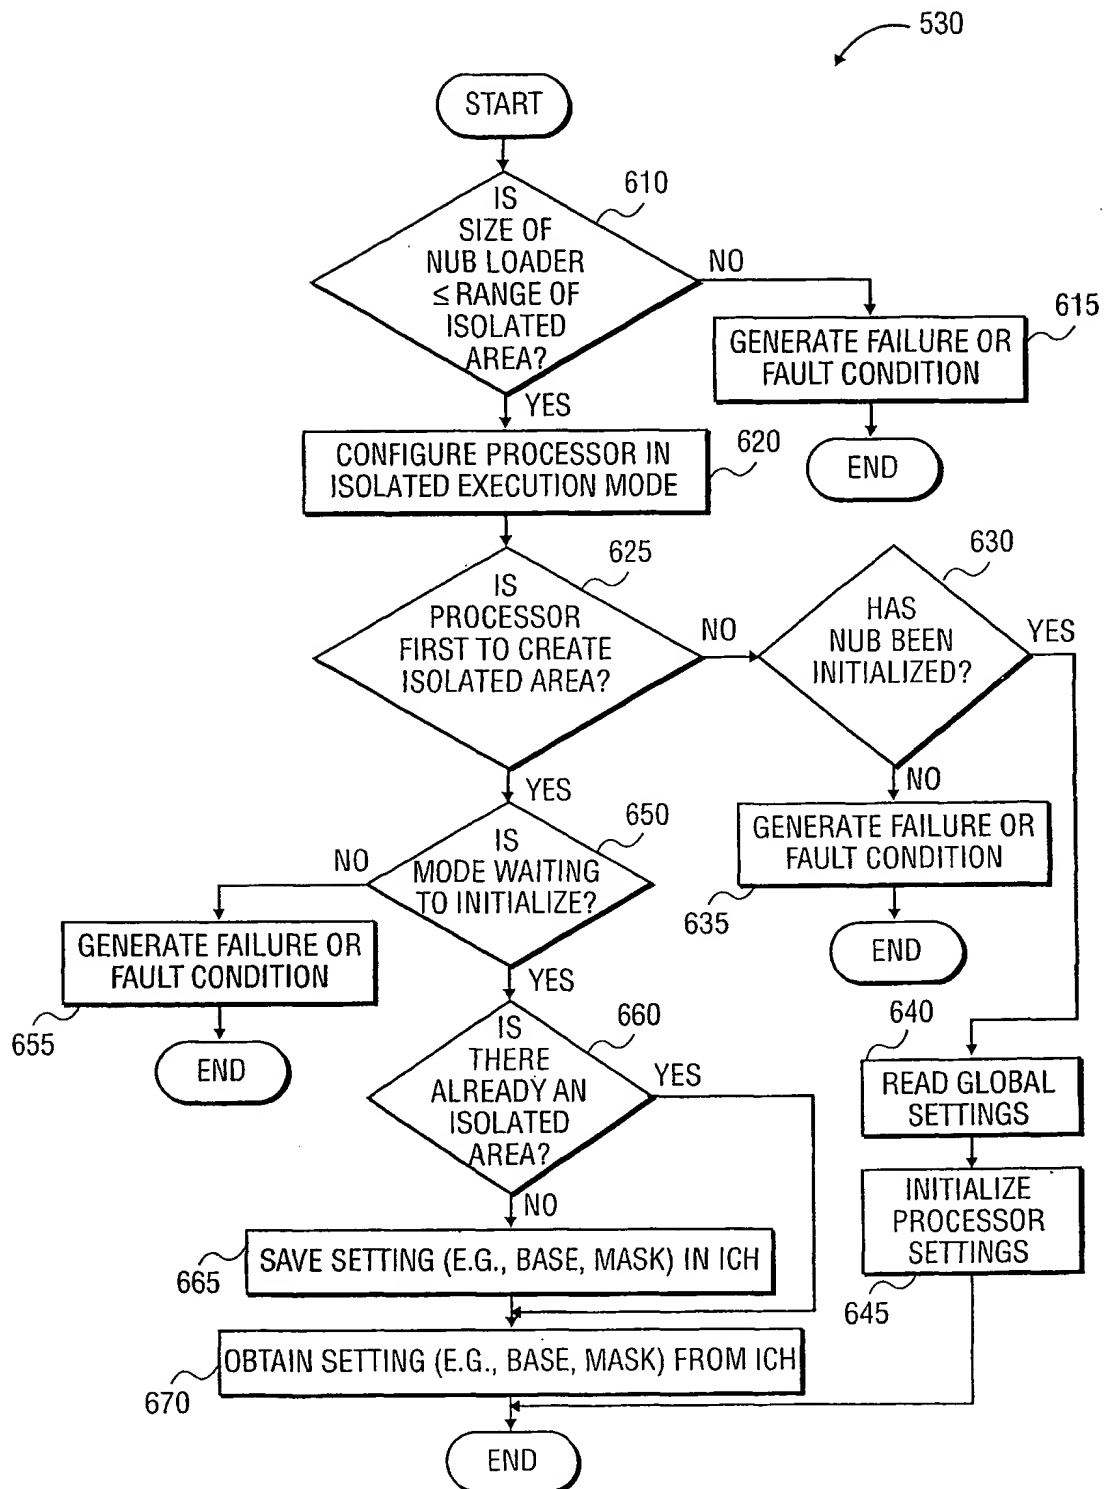 530
START
610
IS
SIZE OF
NUB LOADER
≤ RANGE OF
ISOLATED
AREA?
NO
615
GENERATE FAILURE OR
FAULT CONDITION
END
YES
620
CONFIGURE PROCESSOR IN
ISOLATED EXECUTION MODE
625
IS
PROCESSOR
FIRST TO CREATE
ISOLATED AREA?
NO
630
HAS
NUB BEEN
INITIALIZED?
YES
NO
GENERATE FAILURE OR
FAULT CONDITION
635
END
YES
650
IS
MODE WAITING
TO INITIALIZE?
NO
GENERATE FAILURE OR
FAULT CONDITION
655
END
YES
660
IS
THERE
ALREADY AN
ISOLATED
AREA?
YES
640
READ GLOBAL
SETTINGS
INITIALIZE
PROCESSOR
SETTINGS
645
NO
SAVE SETTING (E.G., BASE, MASK) IN ICH
665
OBTAIN SETTING (E.G., BASE, MASK) FROM ICH
670
END